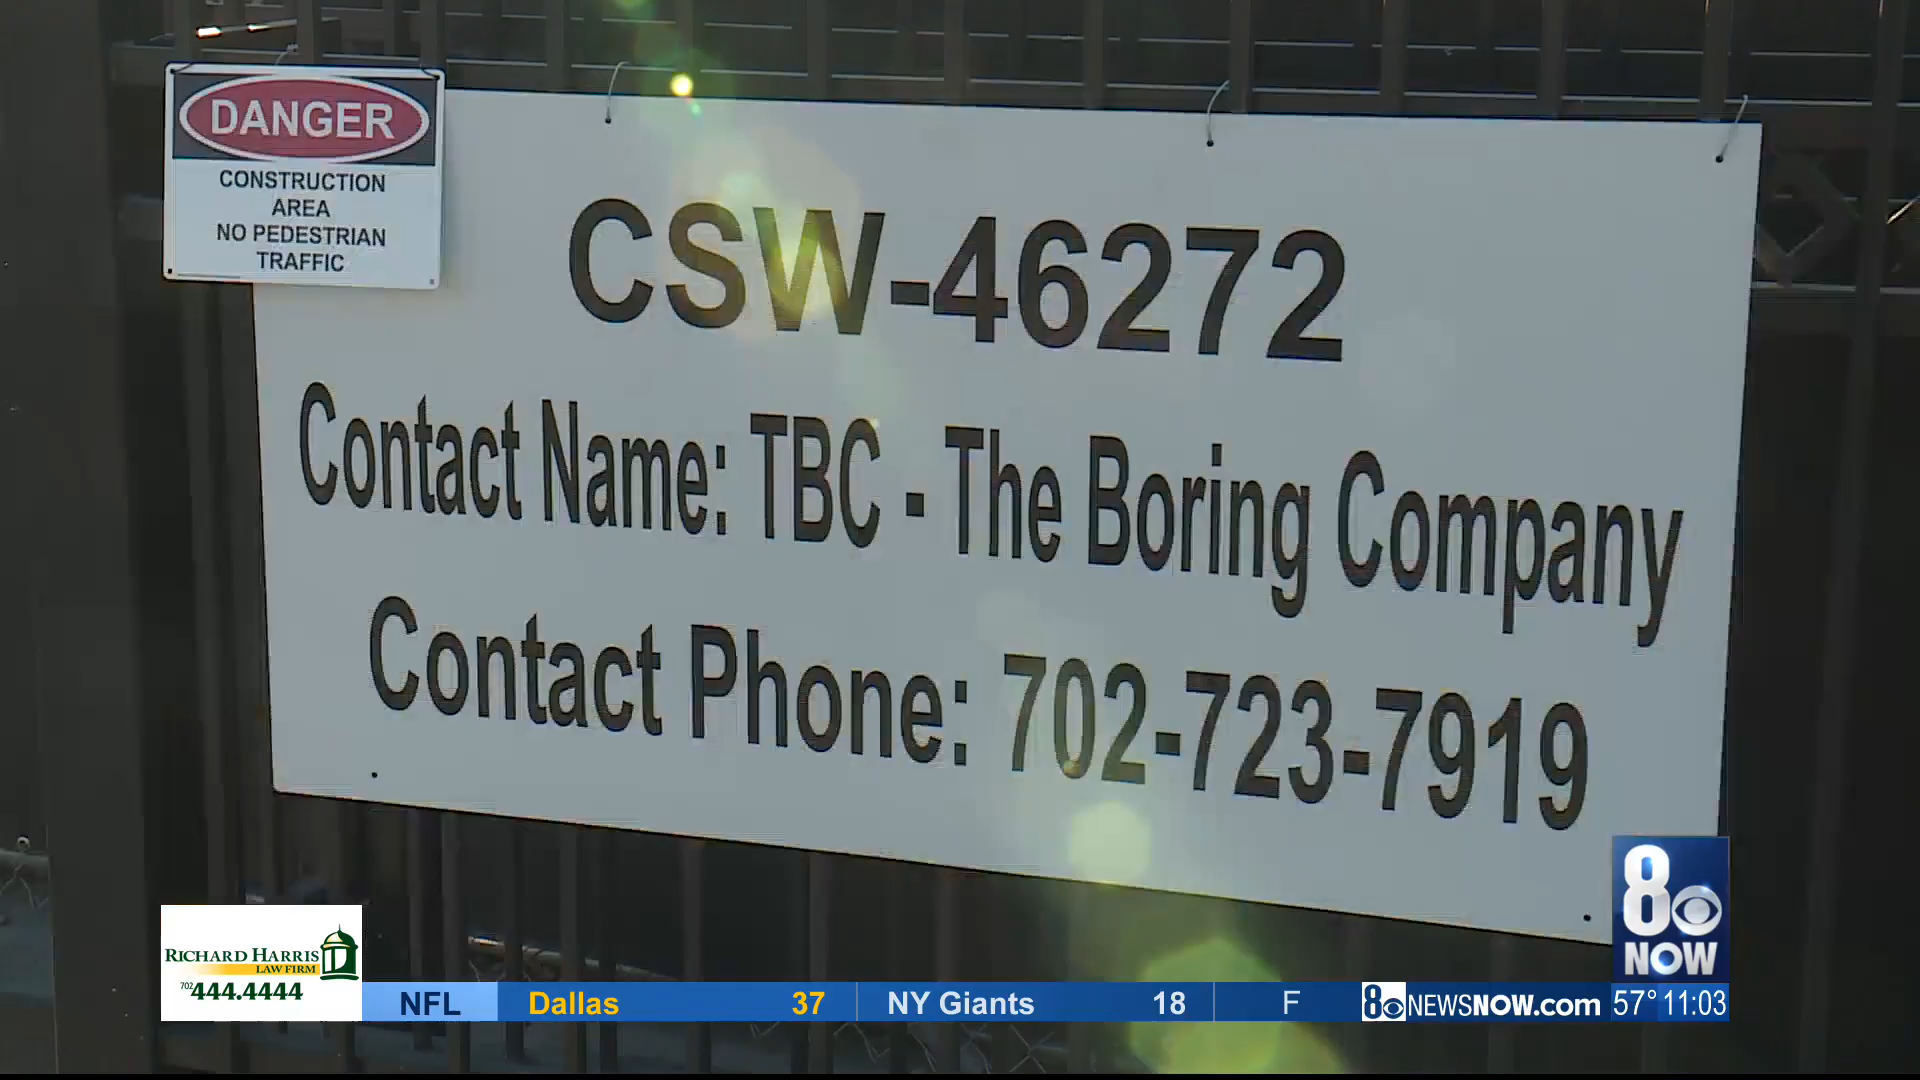 DANGER
CONSTRUCTION
AREA
NO PEDESTRIAN
TRAFFIC
CSW-46272
Contact Name: TBC - The Boring Company
Contact Phone: 702-723-7919
8
NOW
RICHARD HARRIS
LAW FIRM
702 444.4444
NFL Dallas 37 NY Giants 18 F 8 NEWSNOW.com 57° 11:03